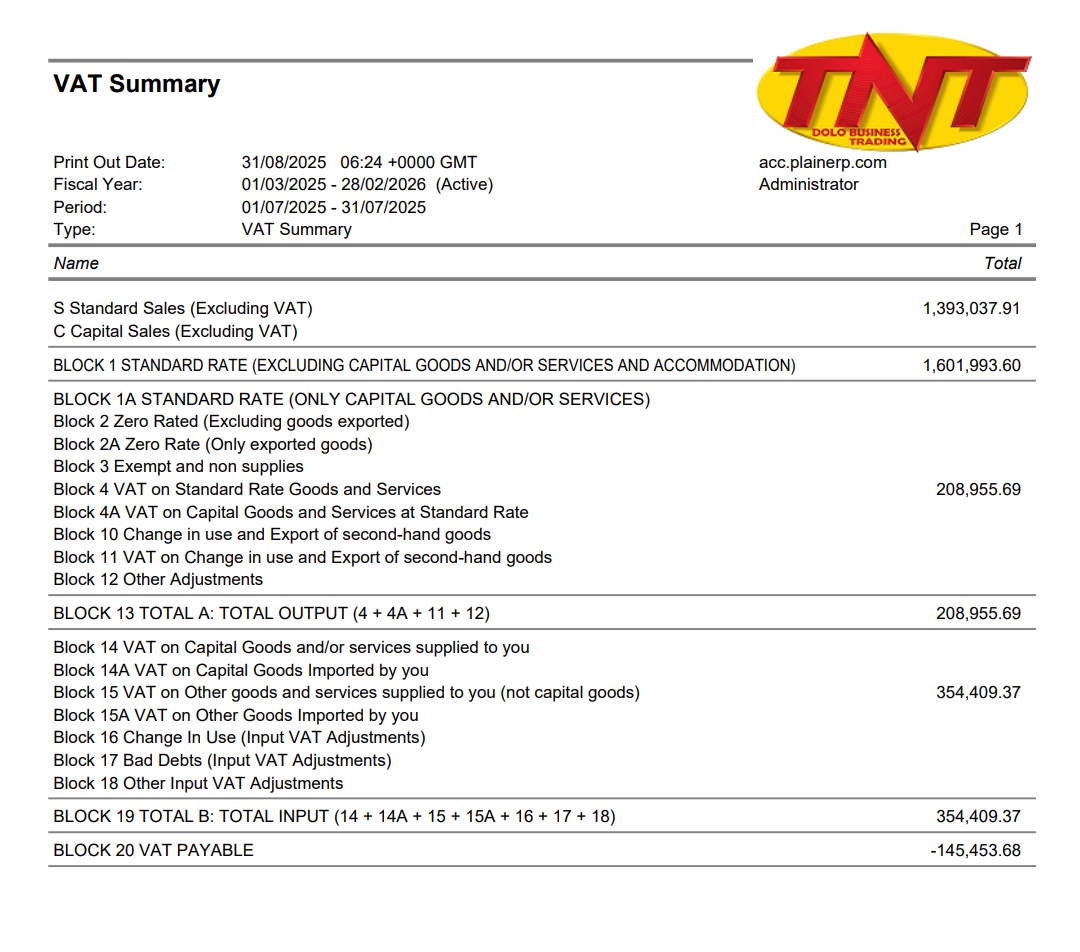 TNT
DOLO BUSINESS
TRADING
VAT Summary
Print Out Date: 31/08/2025 06:24 +0000 GMT acc.plainerp.com
Fiscal Year: 01/03/2025 - 28/02/2026 (Active) Administrator
Period: 01/07/2025 - 31/07/2025
Type: VAT Summary Page 1
Name Total
S Standard Sales (Excluding VAT) 1,393,037.91
C Capital Sales (Excluding VAT)
BLOCK 1 STANDARD RATE (EXCLUDING CAPITAL GOODS AND/OR SERVICES AND ACCOMMODATION) 1,601,993.60
BLOCK 1A STANDARD RATE (ONLY CAPITAL GOODS AND/OR SERVICES)
Block 2 Zero Rated (Excluding goods exported)
Block 2A Zero Rate (Only exported goods)
Block 3 Exempt and non supplies
Block 4 VAT on Standard Rate Goods and Services 208,955.69
Block 4A VAT on Capital Goods and Services at Standard Rate
Block 10 Change in use and Export of second-hand goods
Block 11 VAT on Change in use and Export of second-hand goods
Block 12 Other Adjustments
BLOCK 13 TOTAL A: TOTAL OUTPUT (4 + 4A + 11 + 12) 208,955.69
Block 14 VAT on Capital Goods and/or services supplied to you
Block 14A VAT on Capital Goods Imported by you
Block 15 VAT on Other goods and services supplied to you (not capital goods) 354,409.37
Block 15A VAT on Other Goods Imported by you
Block 16 Change In Use (Input VAT Adjustments)
Block 17 Bad Debts (Input VAT Adjustments)
Block 18 Other Input VAT Adjustments
BLOCK 19 TOTAL B: TOTAL INPUT (14 + 14A + 15 + 15A + 16 + 17 + 18) 354,409.37
BLOCK 20 VAT PAYABLE -145,453.68